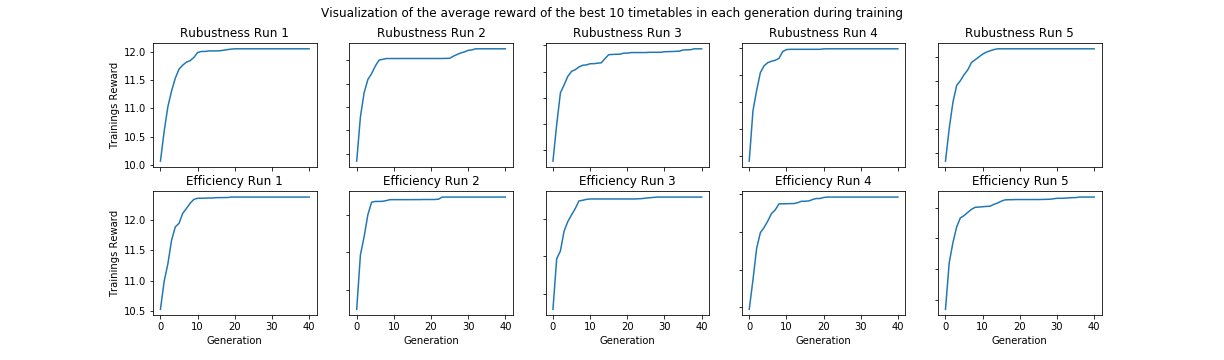 Visualization of the average reward of the best 10 timetables in each generation during training
Rubustness Run 1
Rubustness Run 2
Rubustness Run 3
Rubustness Run 4
Rubustness Run 5
12.0
11.5
11.0
10.5
10.0
Trainings Reward
Efficiency Run 1
Efficiency Run 2
Efficiency Run 3
Efficiency Run 4
Efficiency Run 5
12.0
11.5
11.0
10.5
Trainings Reward
0 10 20 30 40
0 10 20 30 40
0 10 20 30 40
0 10 20 30 40
0 10 20 30 40
Generation
Generation
Generation
Generation
Generation